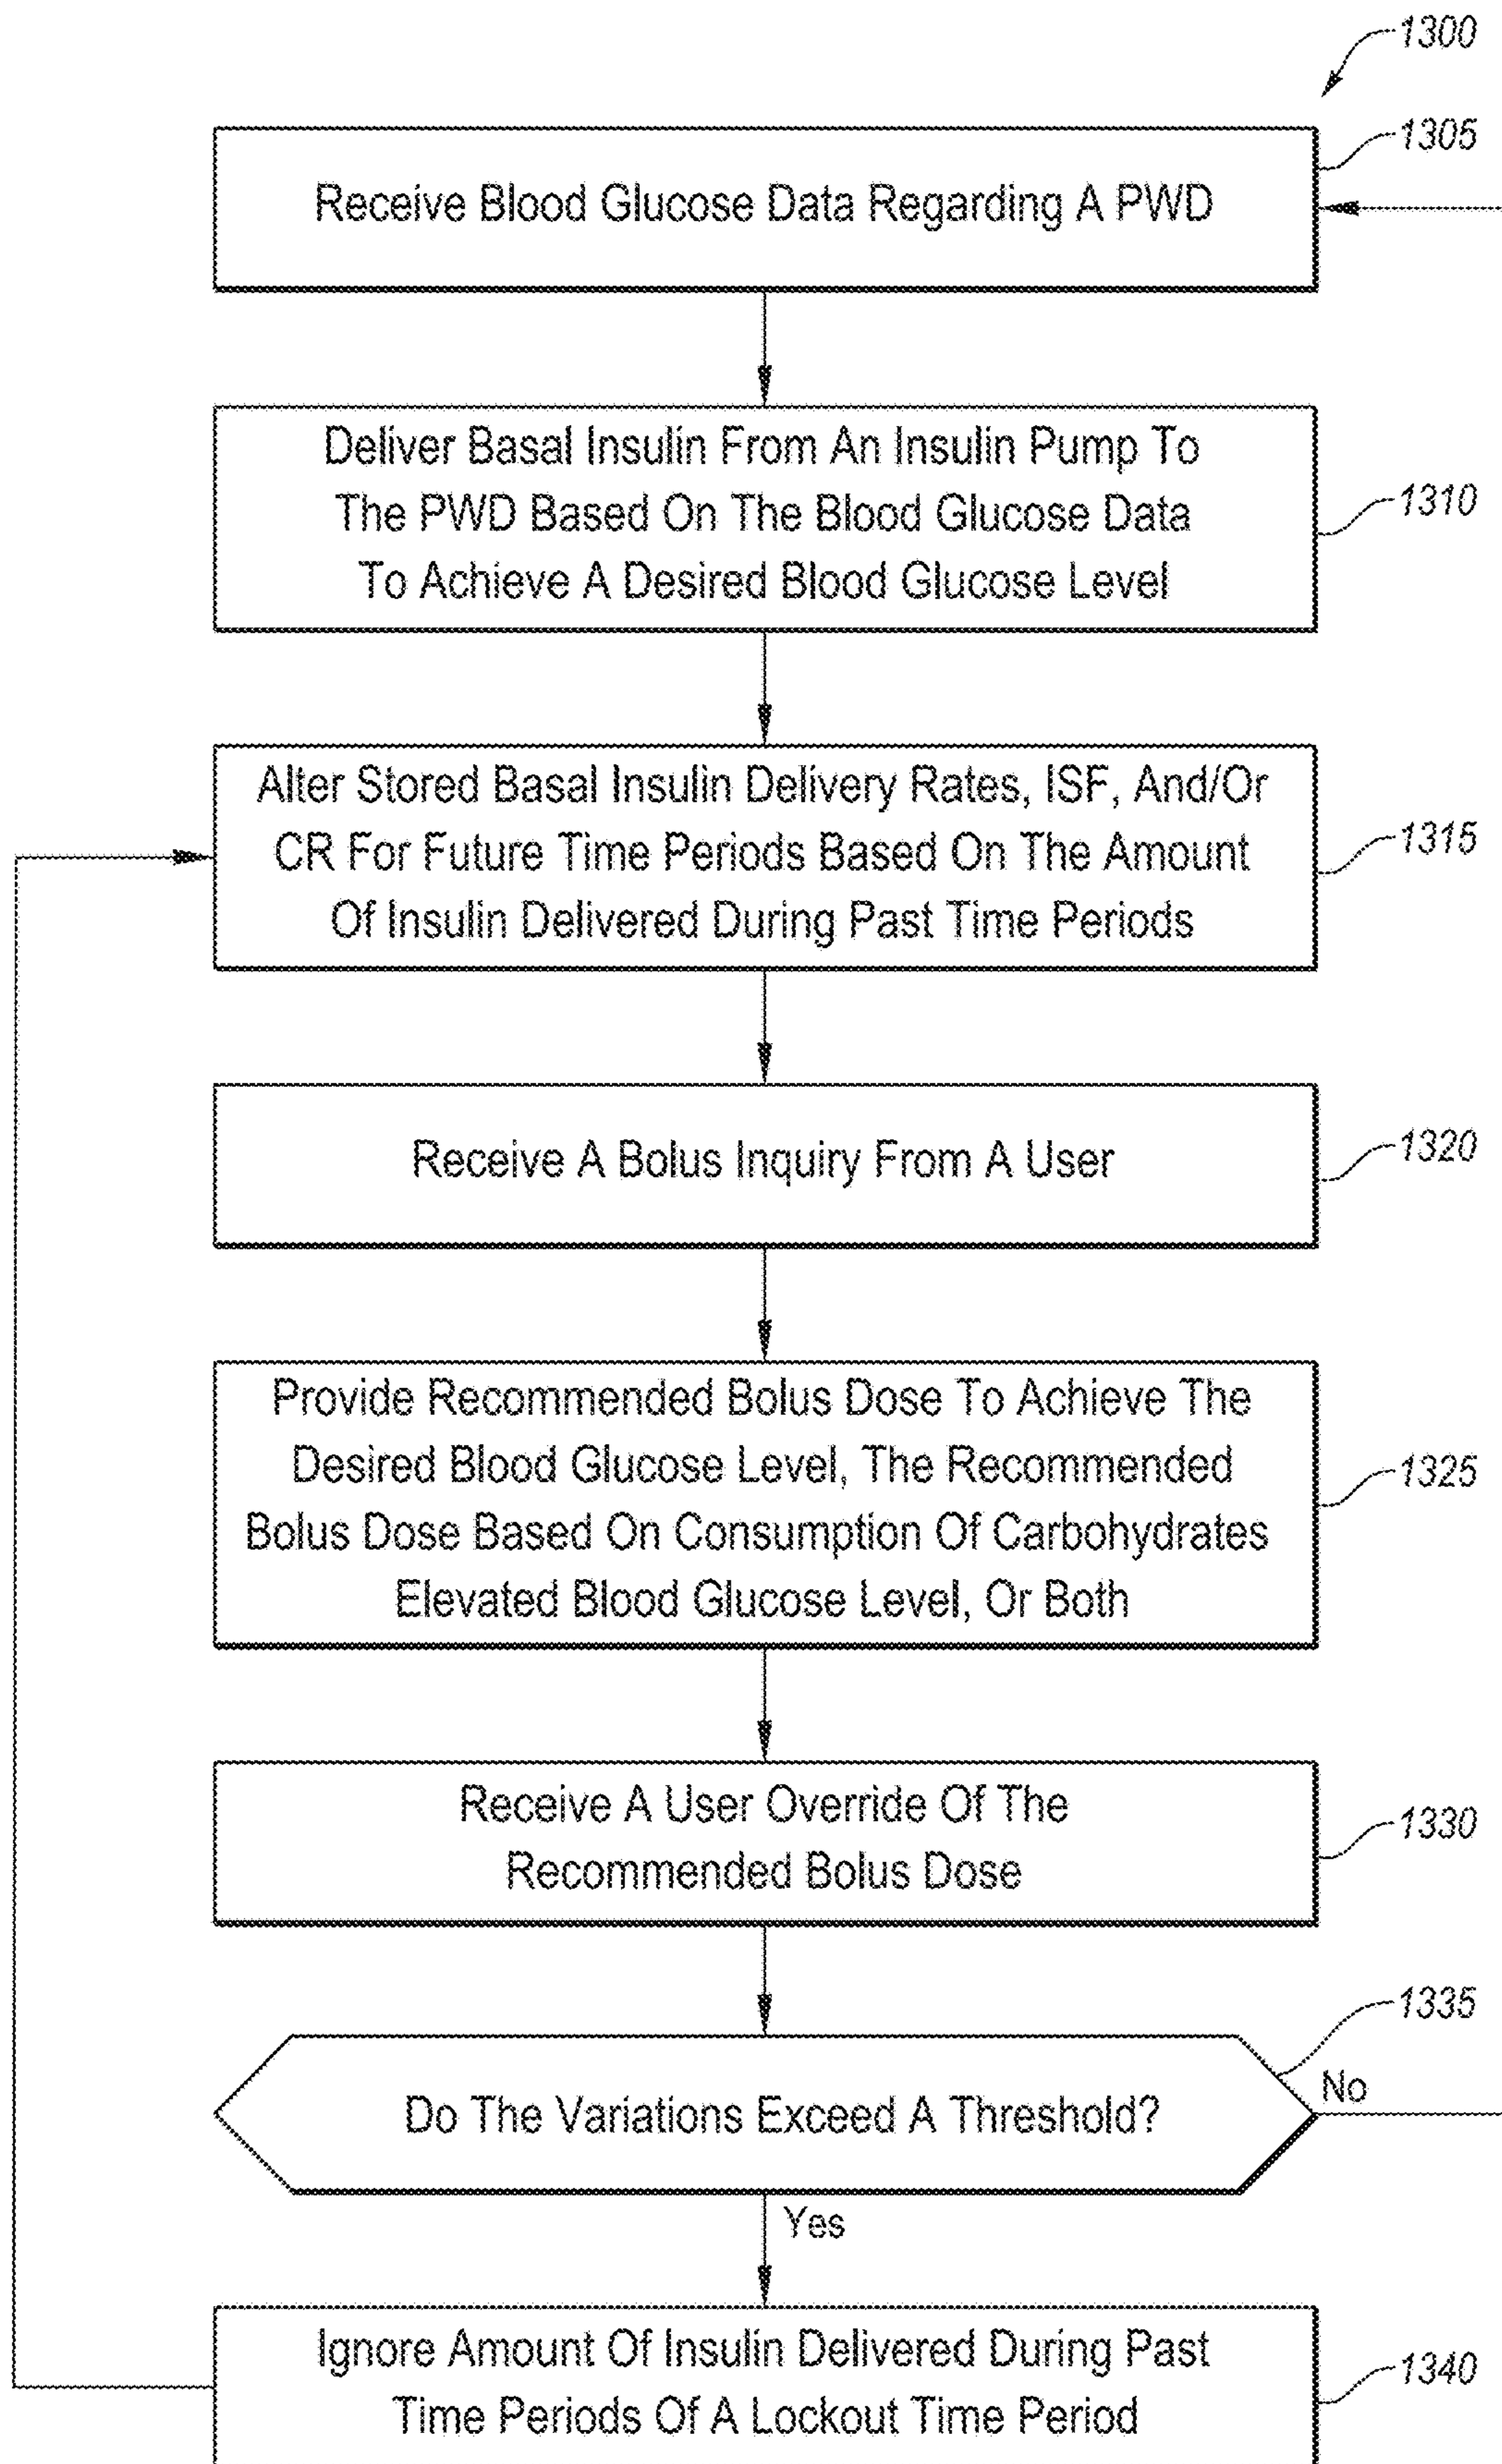 1300
1305
Receive Blood Glucose Data Regarding A PWD
Deliver Basal Insulin From An Insulin Pump To
The PWD Based On The Blood Glucose Data
To Achieve A Desired Blood Glucose Level
1310
Alter Stored Basal Insulin Delivery Rates, ISF, And/Or
CR For Future Time Periods Based On The Amount
Of Insulin Delivered During Past Time Periods
1315
Receive A Bolus Inquiry From A User
1320
Provide Recommended Bolus Dose To Achieve The
Desired Blood Glucose Level, The Recommended
Bolus Dose Based On Consumption Of Carbohydrates
Elevated Blood Glucose Level, Or Both
1325
Receive A User Override Of The
Recommended Bolus Dose
1330
1335
Do The Variations Exceed A Threshold?
No
Yes
Ignore Amount Of Insulin Delivered During Past
Time Periods Of A Lockout Time Period
1340